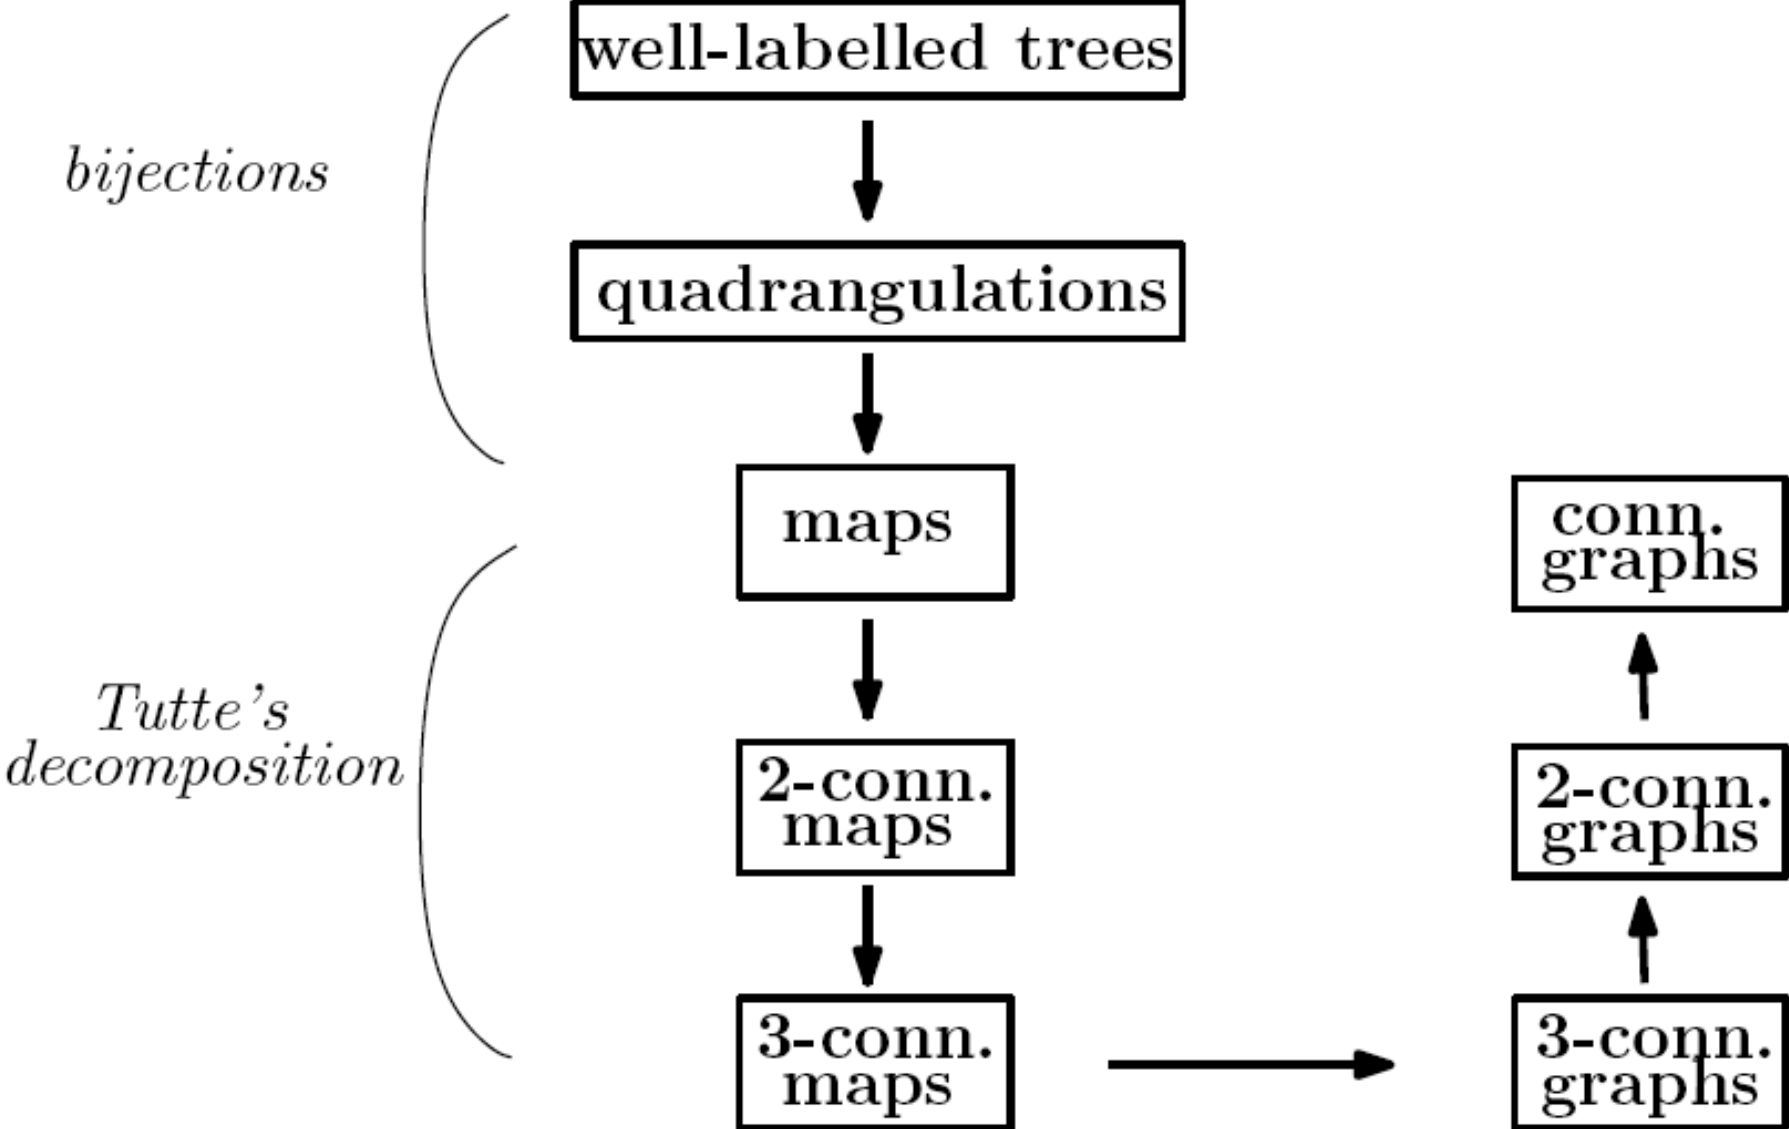 well-labelled trees
bijections
quadrangulations
maps
conn.
graphs
Tutte's
decomposition
2-conn.
maps
2-conn.
graphs
3-conn.
maps
3-conn.
graphs